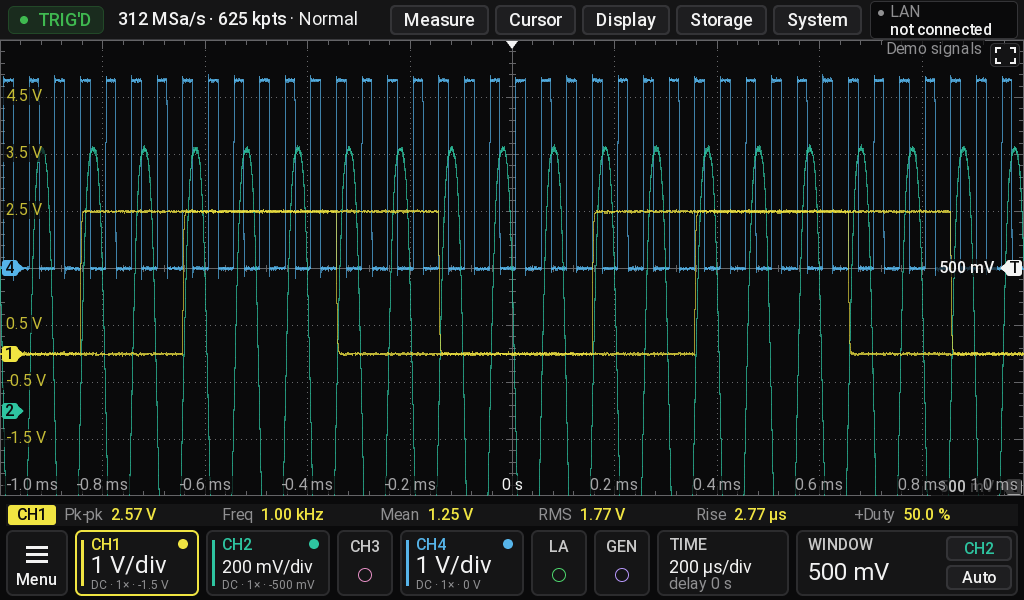 TRIG'D 312 MSa/s · 625 kpts · Normal Measure Cursor Display Storage System LAN
not connected
Demo signals
4.5 V
3.5 V
2.5 V
4 500 mV T
0.5 V
1
-0.5 V
2
-1.5 V
-1.0 ms -0.8 ms -0.6 ms -0.4 ms -0.2 ms 0 s 0.2 ms 0.4 ms 0.6 ms 0.8 ms 1.0 ms
CH1 Pk-pk 2.57 V Freq 1.00 kHz Mean 1.25 V RMS 1.77 V Rise 2.77 µs +Duty 50.0 %
Menu
CH1
1 V/div
DC · 1× · -1.5 V
CH2
200 mV/div
DC · 1× · -500 mV
CH3
CH4
1 V/div
DC · 1× · 0 V
LA
GEN
TIME
200 µs/div
delay 0 s
WINDOW
500 mV
CH2
Auto